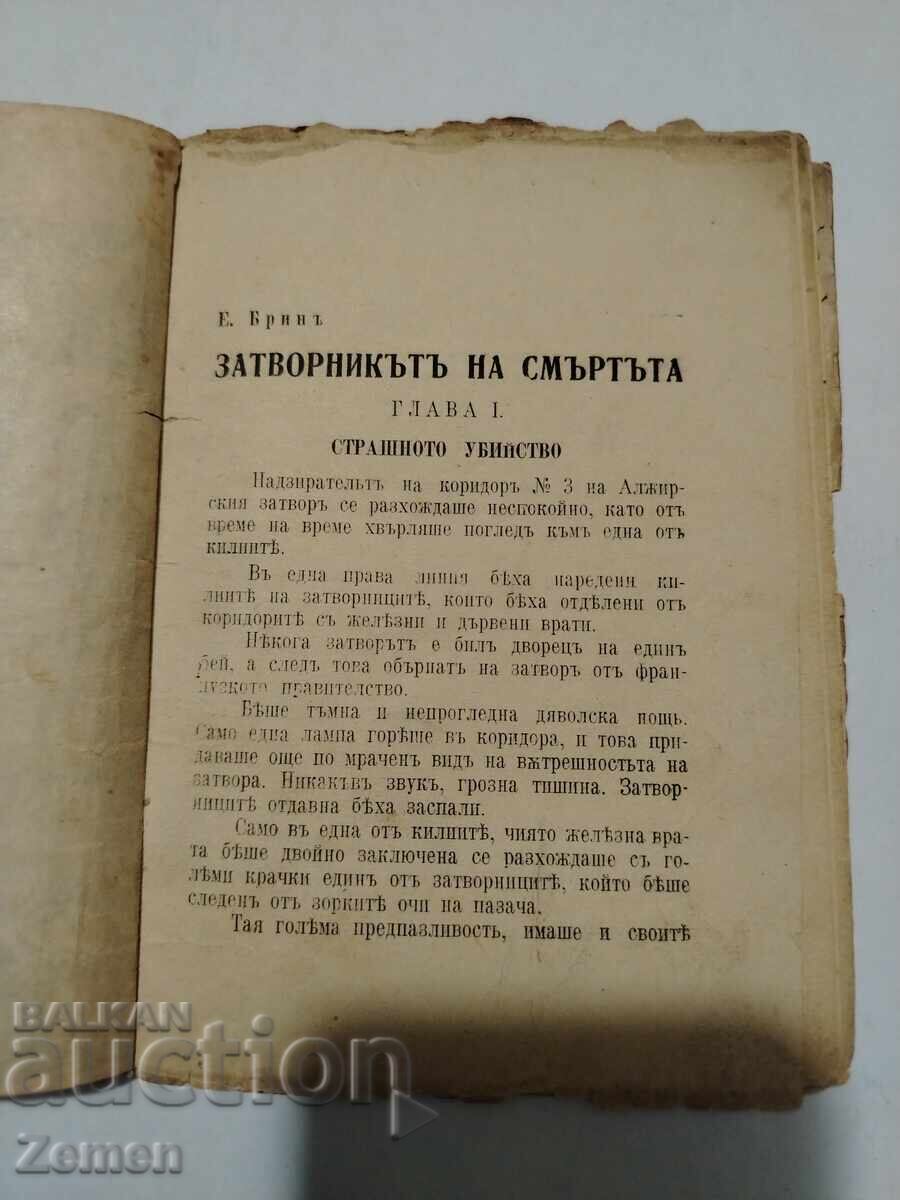 Е. Бринъ
ЗАТВОРНИКЪТЪ НА СМЪРТЬТА
ГЛАВА I.
СТРАШНОТО УБИЙСТВО
Надзирательтъ на коридоръ № 3 на Алжир-
ския затворъ се разхождаше неспокойно, като отъ
време на време хвърляше погледъ къмъ една отъ
килиитѣ.
Въ една права линия бѣха наредени ки-
лиитѣ на затворницитѣ, които бѣха отдѣлени отъ
коридоритѣ съ желѣзни и дървени врати.
Нѣкога затворътъ е билъ дворецъ на единъ
бей, а следъ това обърнатъ на затворъ отъ фран-
цузкото правителство.
Бѣше тъмна и непрогледна дяволска нощь.
Само една лампа горѣше въ коридора, и това при-
даваше още по мраченъ видъ на вѫтрешностьта на
затвора. Никакъвъ звукъ, грозна тишина. Затвор-
ницитѣ отдавна бѣха заспали.
Само въ една отъ килиитѣ, чиято желѣзна вра-
та бѣше двойно заключена се разхождаше съ го-
лѣми крачки единъ отъ затворницитѣ, който бѣше
следенъ отъ зоркитѣ очи на пазача.
Тая голѣма предпазливость, имаше и своитѣ
BALKAN
auction
Zemen